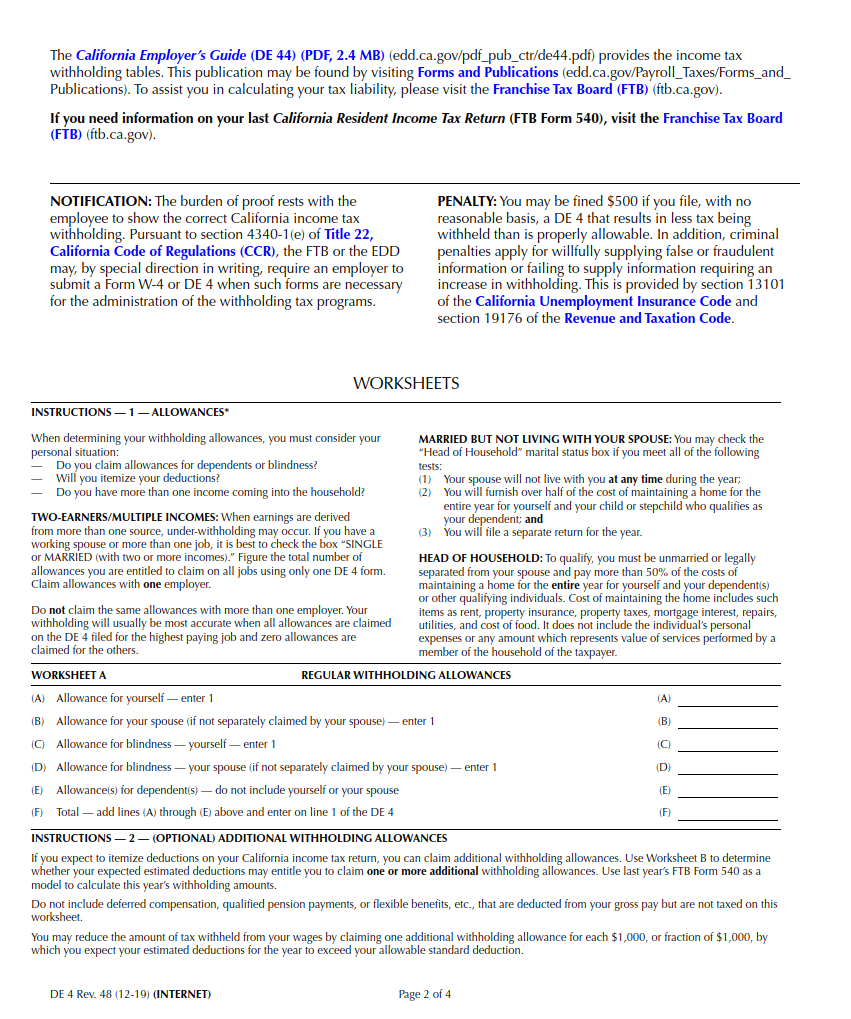 The California Employer's Guide (DE 44) (PDF, 2.4 MB) (edd.ca.gov/pdf_pub_ctr/de44.pdf) provides the income tax
withholding tables. This publication may be found by visiting Forms and Publications (edd.ca.gov/Payroll_Taxes/Forms_and_
Publications). To assist you in calculating your tax liability, please visit the Franchise Tax Board (FTB) (ftb.ca.gov).
If you need information on your last California Resident Income Tax Return (FTB Form 540), visit the Franchise Tax Board
(FTB) (ftb.ca.gov).
NOTIFICATION: The burden of proof rests with the
employee to show the correct California income tax
withholding. Pursuant to section 4340-1(e) of Title 22,
California Code of Regulations (CCR), the FTB or the EDD
may, by special direction in writing, require an employer to
submit a Form W-4 or DE 4 when such forms are necessary
for the administration of the withholding tax programs.
PENALTY: You may be fined $500 if you file, with no
reasonable basis, a DE 4 that results in less tax being
withheld than is properly allowable. In addition, criminal
penalties apply for willfully supplying false or fraudulent
information or failing to supply information requiring an
increase in withholding. This is provided by section 13101
of the California Unemployment Insurance Code and
section 19176 of the Revenue and Taxation Code.
WORKSHEETS
INSTRUCTIONS — 1 — ALLOWANCES*
When determining your withholding allowances, you must consider your
personal situation:
— Do you claim allowances for dependents or blindness?
— Will you itemize your deductions?
— Do you have more than one income coming into the household?
TWO-EARNERS/MULTIPLE INCOMES: When earnings are derived
from more than one source, under-withholding may occur. If you have a
working spouse or more than one job, it is best to check the box "SINGLE
or MARRIED (with two or more incomes)." Figure the total number of
allowances you are entitled to claim on all jobs using only one DE 4 form.
Claim allowances with one employer.
Do not claim the same allowances with more than one employer. Your
withholding will usually be most accurate when all allowances are claimed
on the DE 4 filed for the highest paying job and zero allowances are
claimed for the others.
MARRIED BUT NOT LIVING WITH YOUR SPOUSE: You may check the
"Head of Household" marital status box if you meet all of the following
tests:
(1) Your spouse will not live with you at any time during the year;
(2) You will furnish over half of the cost of maintaining a home for the
entire year for yourself and your child or stepchild who qualifies as
your dependent; and
(3) You will file a separate return for the year.
HEAD OF HOUSEHOLD: To qualify, you must be unmarried or legally
separated from your spouse and pay more than 50% of the costs of
maintaining a home for the entire year for yourself and your dependent(s)
or other qualifying individuals. Cost of maintaining the home includes such
items as rent, property insurance, property taxes, mortgage interest, repairs,
utilities, and cost of food. It does not include the individual's personal
expenses or any amount which represents value of services performed by a
member of the household of the taxpayer.
WORKSHEET A REGULAR WITHHOLDING ALLOWANCES
(A) Allowance for yourself — enter 1 (A)
(B) Allowance for your spouse (if not separately claimed by your spouse) — enter 1 (B)
(C) Allowance for blindness — yourself — enter 1 (C)
(D) Allowance for blindness — your spouse (if not separately claimed by your spouse) — enter 1 (D)
(E) Allowance(s) for dependent(s) — do not include yourself or your spouse (E)
(F) Total — add lines (A) through (E) above and enter on line 1 of the DE 4 (F)
INSTRUCTIONS — 2 — (OPTIONAL) ADDITIONAL WITHHOLDING ALLOWANCES
If you expect to itemize deductions on your California income tax return, you can claim additional withholding allowances. Use Worksheet B to determine
whether your expected estimated deductions may entitle you to claim one or more additional withholding allowances. Use last year's FTB Form 540 as a
model to calculate this year's withholding amounts.
Do not include deferred compensation, qualified pension payments, or flexible benefits, etc., that are deducted from your gross pay but are not taxed on this
worksheet.
You may reduce the amount of tax withheld from your wages by claiming one additional withholding allowance for each $1,000, or fraction of $1,000, by
which you expect your estimated deductions for the year to exceed your allowable standard deduction.
DE 4 Rev. 48 (12-19) (INTERNET) Page 2 of 4